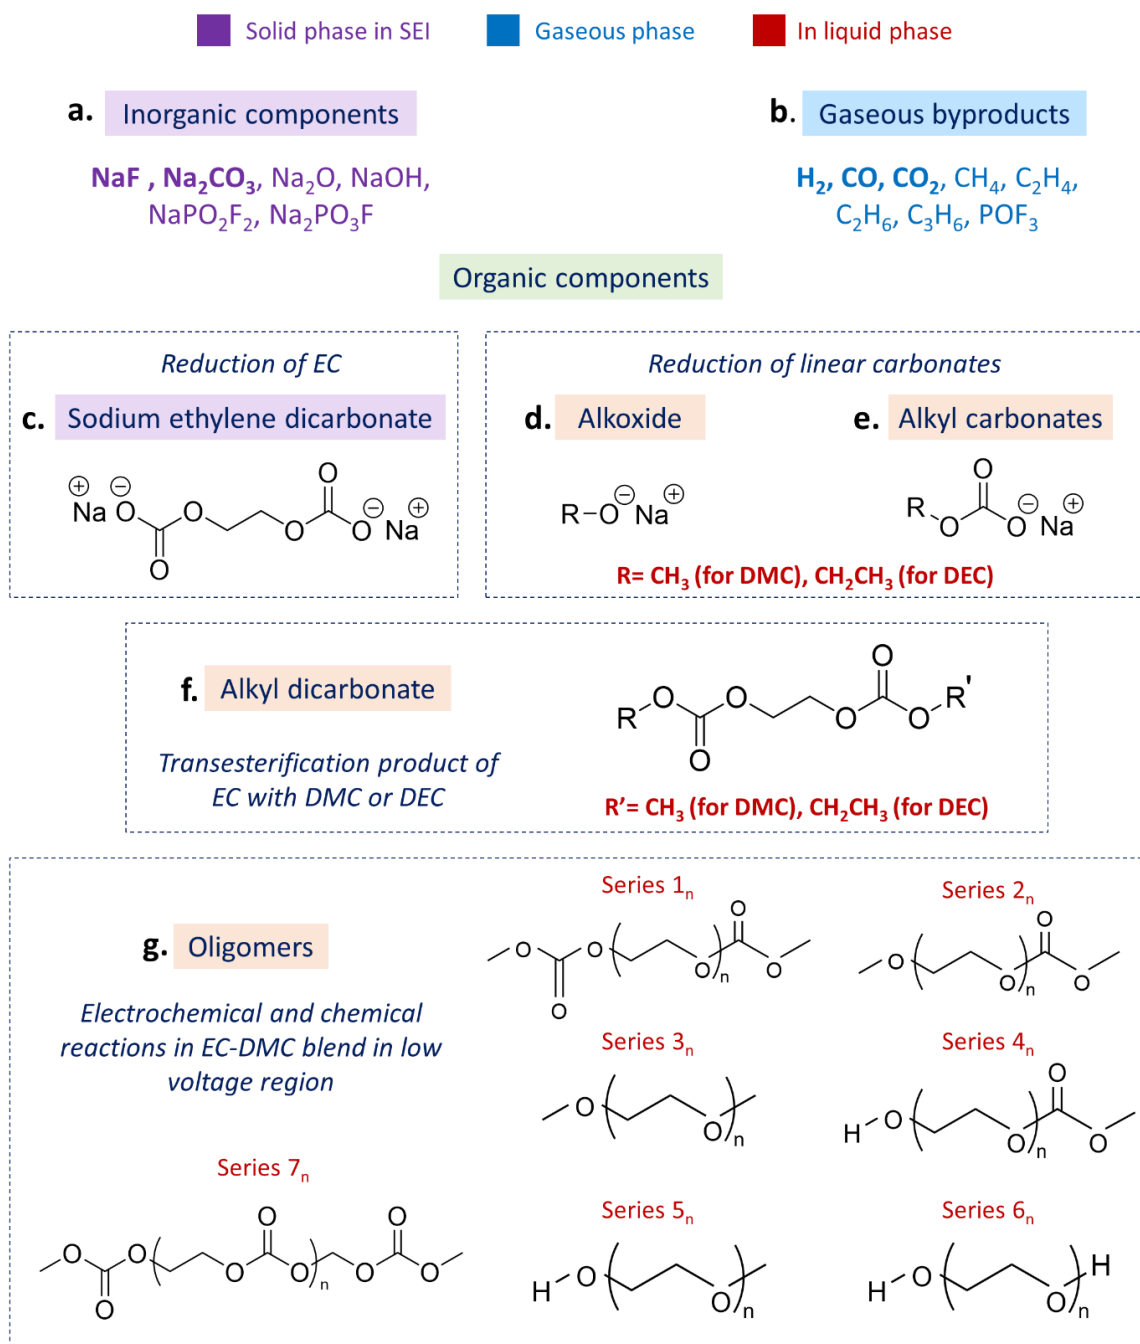 Solid phase in SEI
Gaseous phase
In liquid phase
a. Inorganic components
NaF , Na₂CO₃, Na₂O, NaOH,
NaPO₂F₂, Na₂PO₃F
b. Gaseous byproducts
H₂, CO, CO₂, CH₄, C₂H₄,
C₂H₆, C₃H₆, POF₃
Organic components
Reduction of EC
c. Sodium ethylene dicarbonate
⊕ ⊖
Na O O O O O ⊖ Na ⊕
O
Reduction of linear carbonates
d. Alkoxide
R-O ⊖ Na ⊕
e. Alkyl carbonates
O
R O O ⊖ Na ⊕
R= CH₃ (for DMC), CH₂CH₃ (for DEC)
f. Alkyl dicarbonate
Transesterification product of
EC with DMC or DEC
O
R O O O O R'
O
R'= CH₃ (for DMC), CH₂CH₃ (for DEC)
g. Oligomers
Electrochemical and chemical
reactions in EC-DMC blend in low
voltage region
Series 1ₙ
O
O O ( O )n O
O
Series 2ₙ
O
O ( O )n O
Series 3ₙ
O ( O )n
Series 4ₙ
O
H O ( O )n O
Series 7ₙ
O O
O O ( O O )n O O
O
Series 5ₙ
H O ( O )n
Series 6ₙ
H O ( O )n H